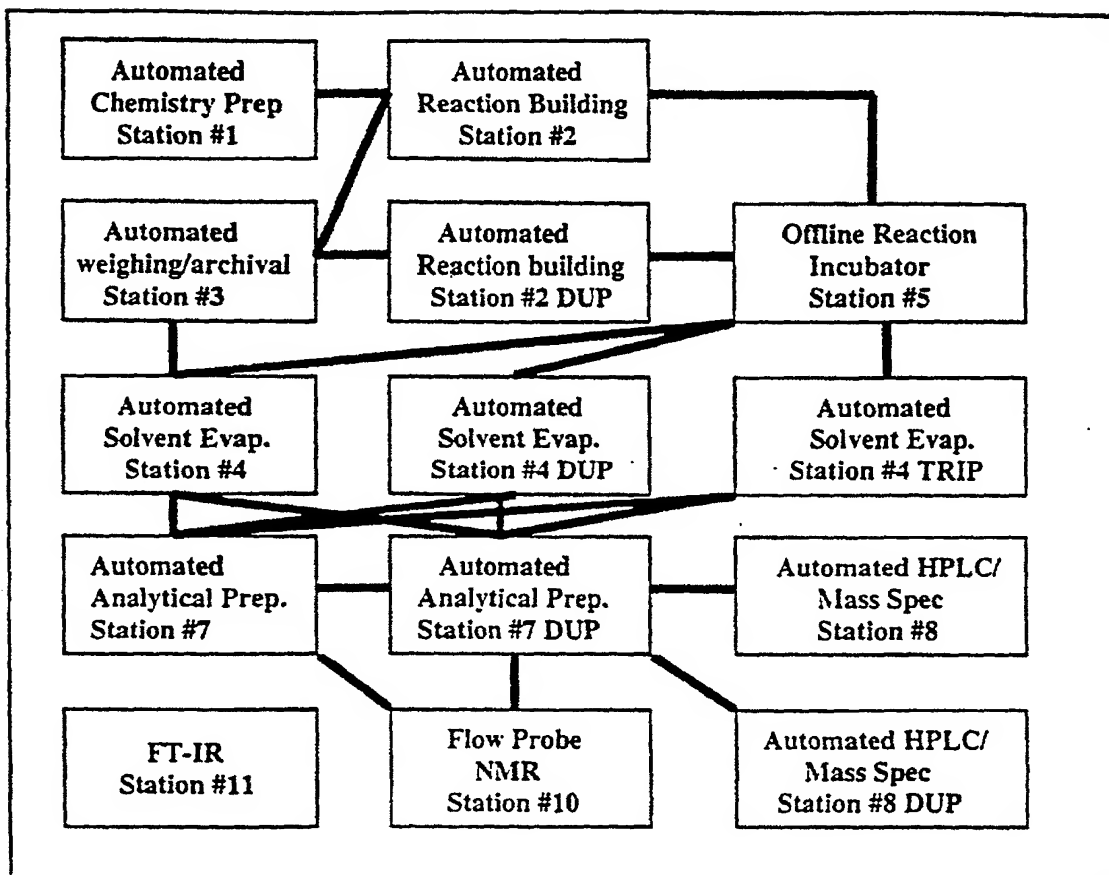 Automated
Chemistry Prep
Station #1
Automated
Reaction Building
Station #2
Automated
weighing/archival
Station #3
Automated
Reaction building
Station #2 DUP
Offline Reaction
Incubator
Station #5
Automated
Solvent Evap.
Station #4
Automated
Solvent Evap.
Station #4 DUP
Automated
Solvent Evap.
Station #4 TRIP
Automated
Analytical Prep.
Station #7
Automated
Analytical Prep.
Station #7 DUP
Automated HPLC/
Mass Spec
Station #8
FT-IR
Station #11
Flow Probe
NMR
Station #10
Automated HPLC/
Mass Spec
Station #8 DUP